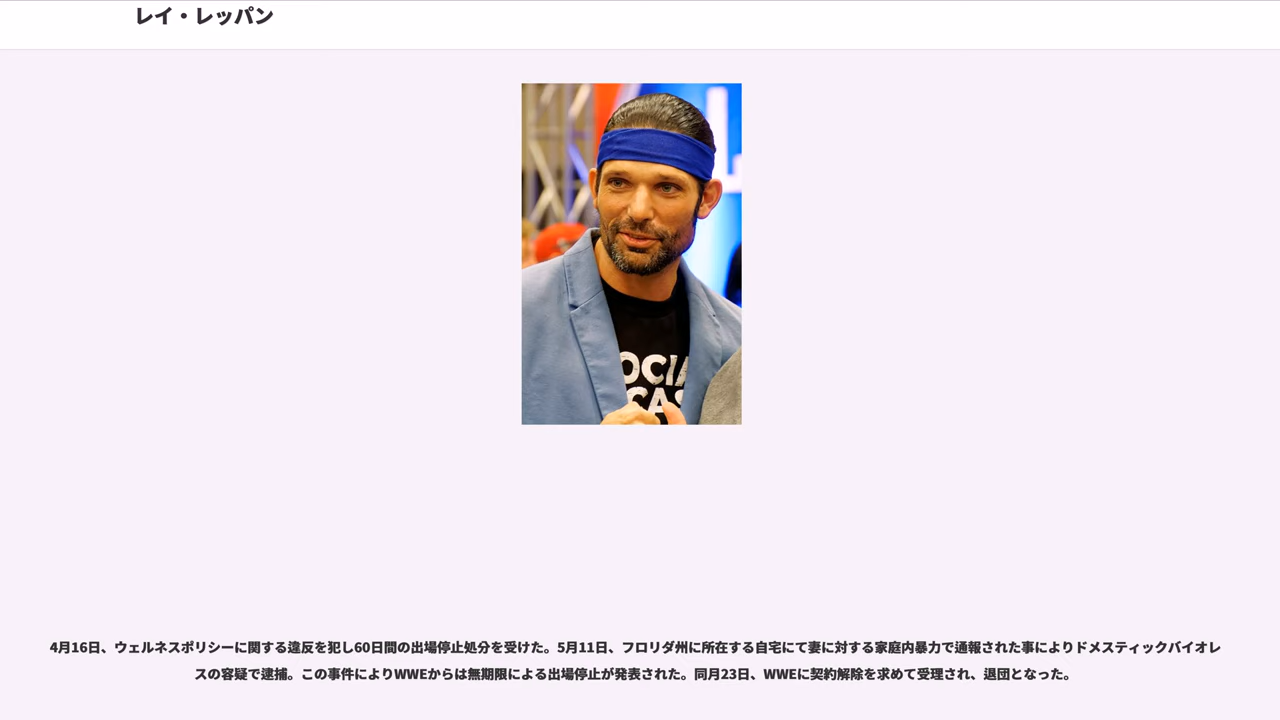 レイ・レッパン
L
OCIA
CAS
4月16日、ウェルネスポリシーに関する違反を犯し60日間の出場停止処分を受けた。5月11日、フロリダ州に所在する自宅にて妻に対する家庭内暴力で通報された事によりドメスティックバイオレ
スの容疑で逮捕。この事件によりWWEからは無期限による出場停止が発表された。同月23日、WWEに契約解除を求めて受理され、退団となった。